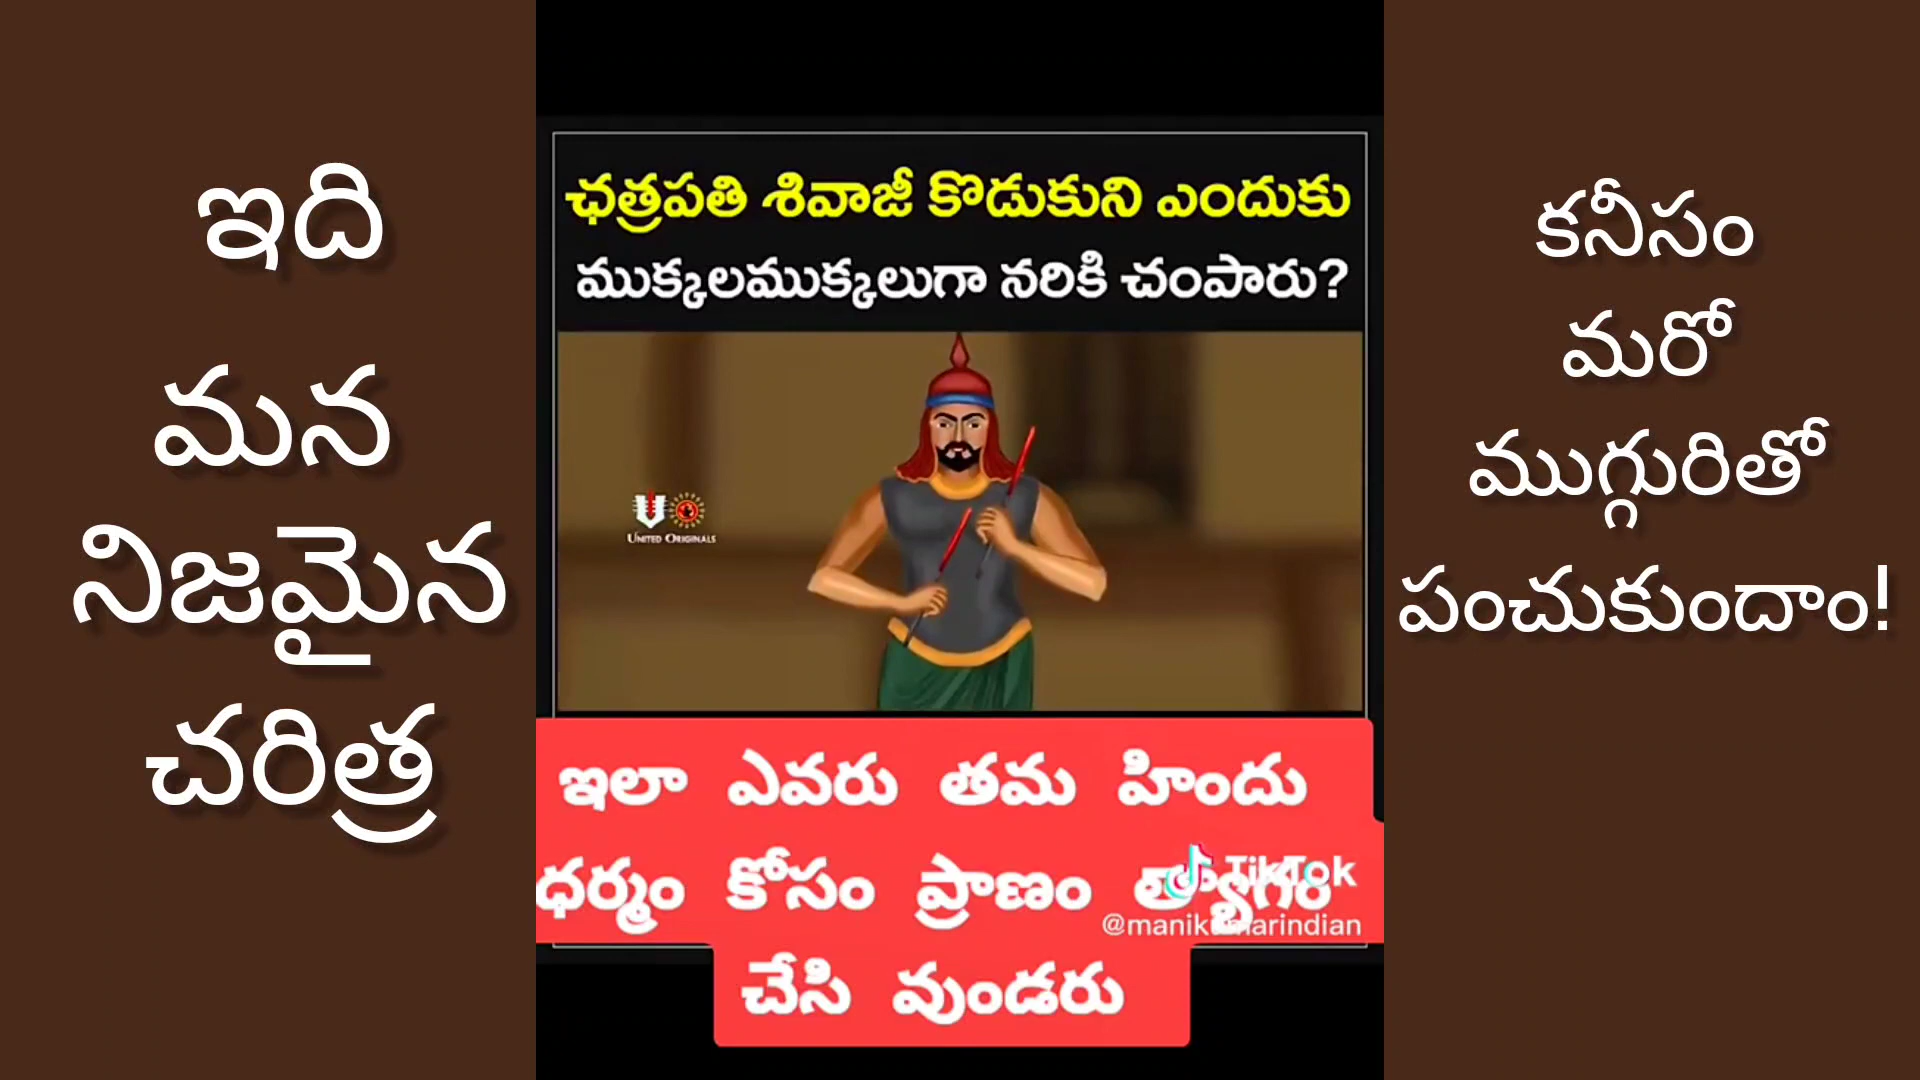 ఇది
మన
నిజమైన
చరిత్ర
ఛత్రపతి శివాజీ కొడుకుని ఎందుకు
ముక్కలముక్కలుగా నరికి చంపారు?
UNITED ORIGINALS
ఇలా ఎవరు తమ హిందు
ధర్మం కోసం ప్రాణం త్యాగం
చేసి వుండరు
TikTok
@manikumarindian
కనీసం
మరో
ముగ్గురితో
పంచుకుందాం!